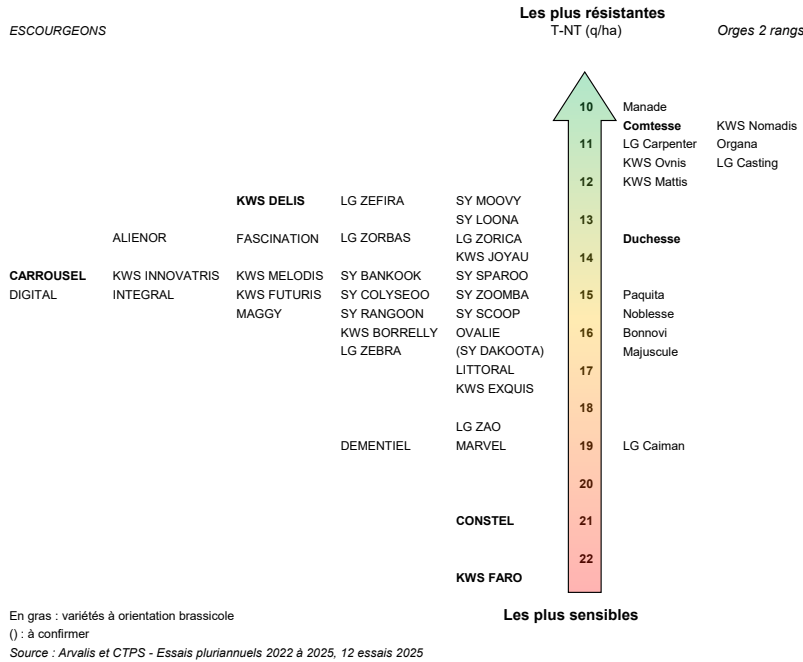 Les plus résistantes
ESCOURGEONS T-NT (q/ha) Orges 2 rangs
10 Manade
Comtesse KWS Nomadis
11 LG Carpenter Organa
KWS Ovnis LG Casting
12 KWS Mattis
KWS DELIS LG ZEFIRA SY MOOVY
SY LOONA 13
ALIENOR FASCINATION LG ZORBAS LG ZORICA Duchesse
KWS JOYAU 14
CARROUSEL KWS INNOVATRIS KWS MELODIS SY BANKOOK SY SPAROO
DIGITAL INTEGRAL KWS FUTURIS SY COLYSEOO SY ZOOMBA 15 Paquita
MAGGY SY RANGOON SY SCOOP Noblesse
KWS BORRELLY OVALIE 16 Bonnovi
LG ZEBRA (SY DAKOOTA) Majuscule
LITTORAL 17
KWS EXQUIS
18
LG ZAO
DEMENTIEL MARVEL 19 LG Caiman
20
CONSTEL 21
22
KWS FARO
En gras : variétés à orientation brassicole Les plus sensibles
() : à confirmer
Source : Arvalis et CTPS - Essais pluriannuels 2022 à 2025, 12 essais 2025